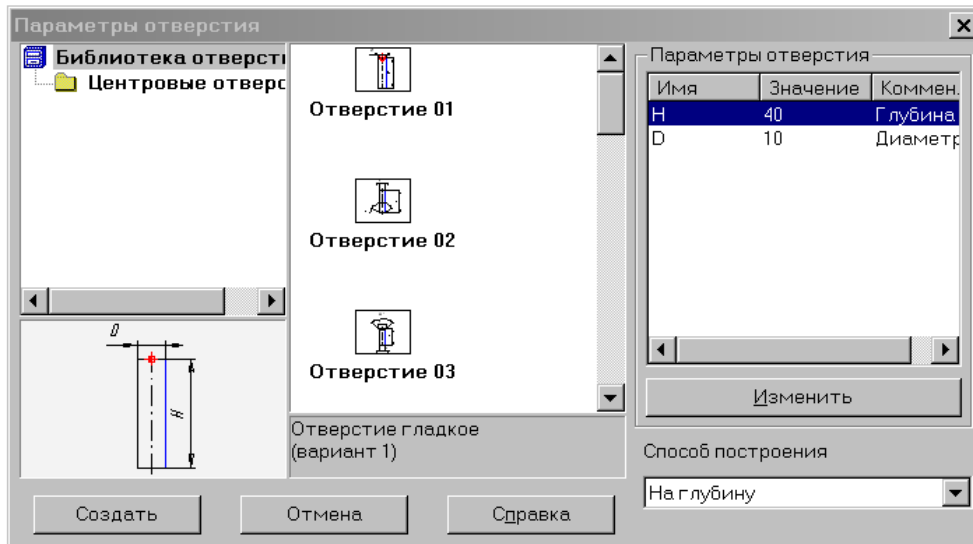 Параметры отверстия
Библиотека отверсті
Центровые отверс
Отверстие 01
Отверстие 02
Отверстие 03
Отверстие гладкое
(вариант 1)
D
H
Создать
Отмена
Справка
Параметры отверстия
Имя Значение Коммен.
H 40 Глубина
D 10 Диаметр
Изменить
Способ построения
На глубину